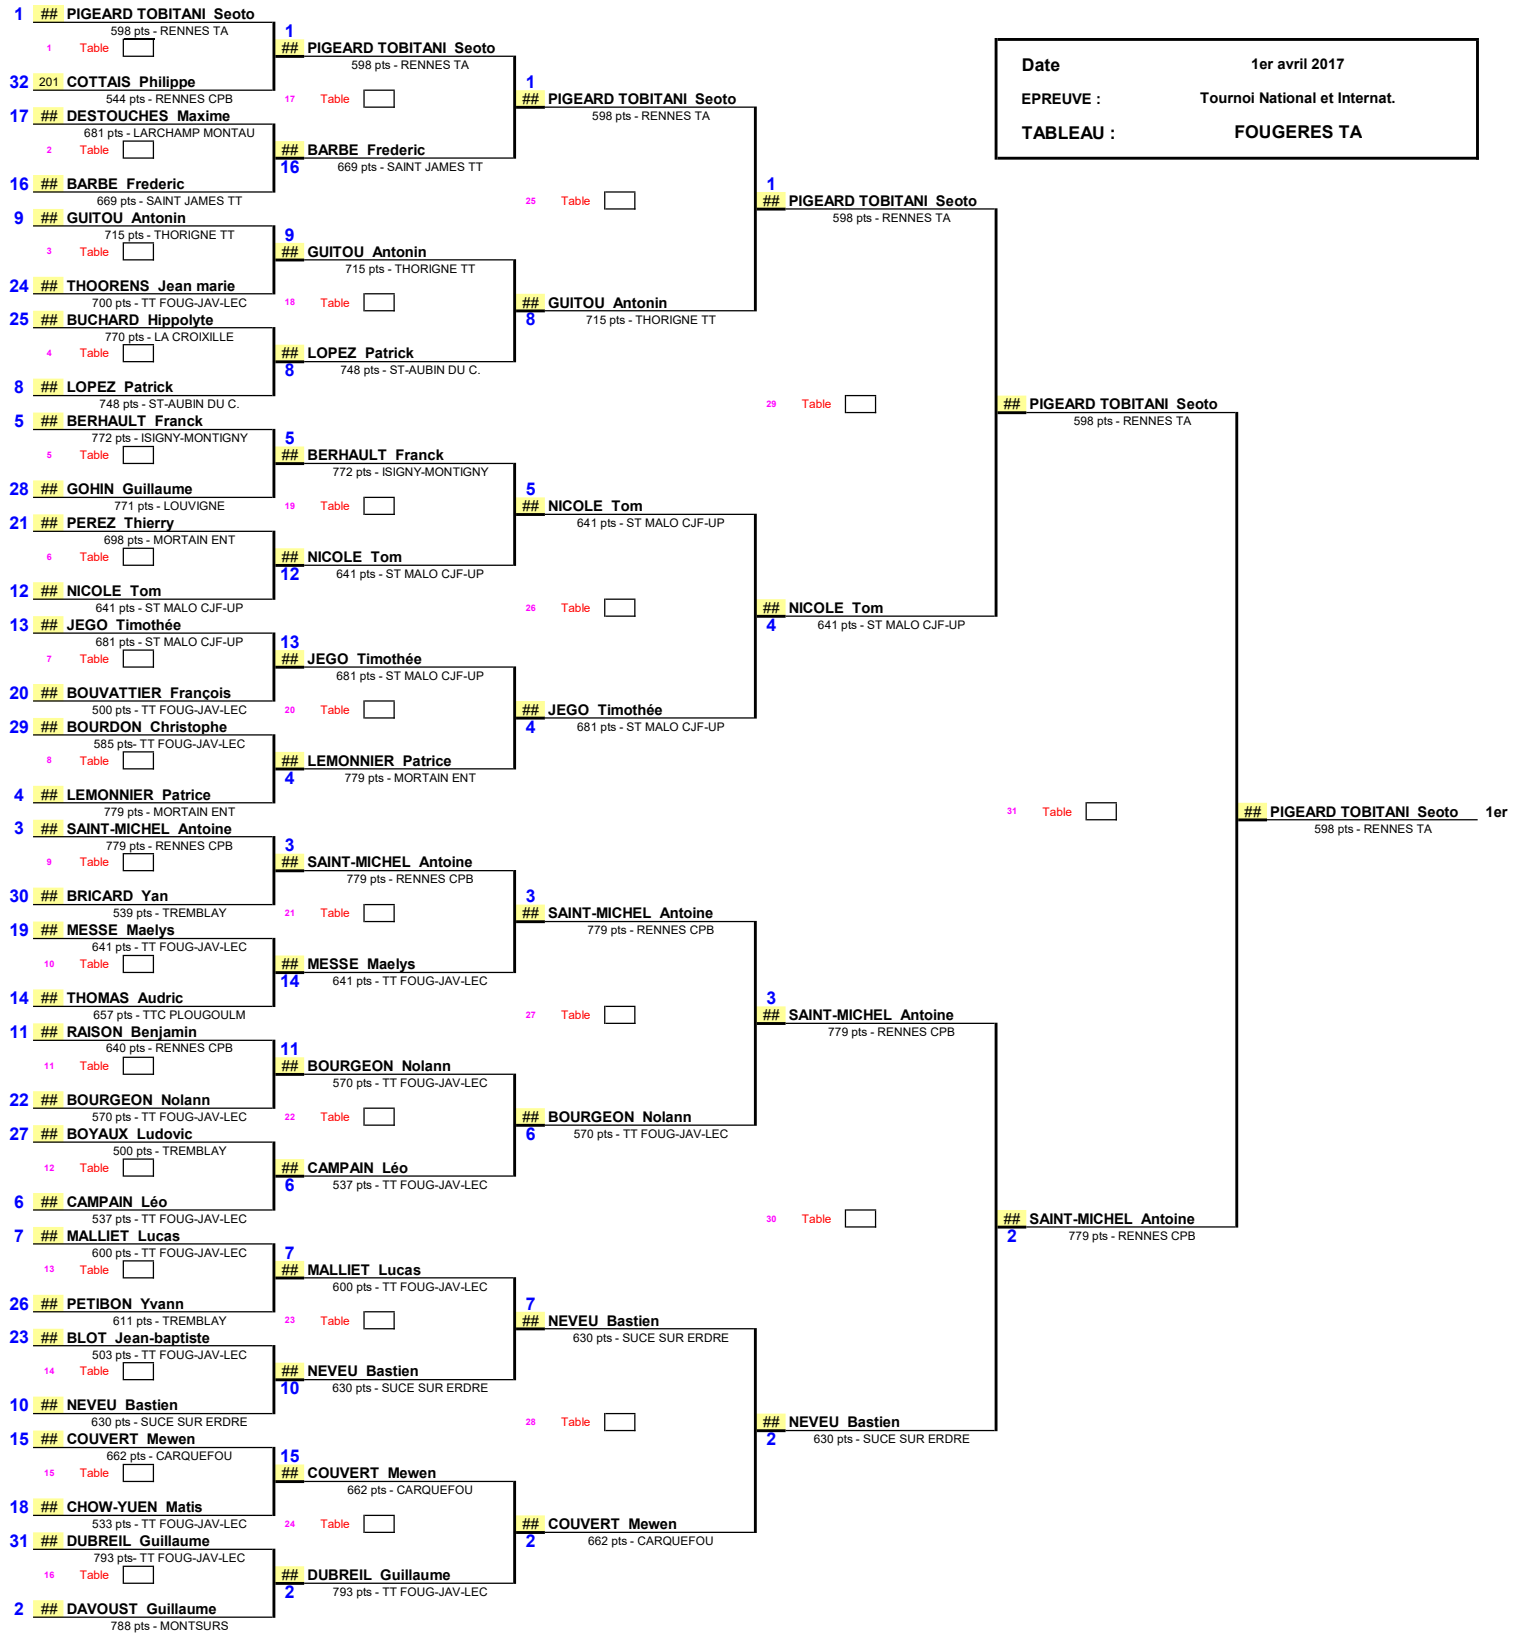 Date 1er avril 2017
EPREUVE : Tournoi National et Internat.
TABLEAU : FOUGERES TA
1 ## PIGEARD TOBITANI Seoto
598 pts - RENNES TA
1 Table
32 201 COTTAIS Philippe
544 pts - RENNES CPB
17 ## DESTOUCHES Maxime
681 pts - LARCHAMP MONTAU
2 Table
16 ## BARBE Frederic
669 pts - SAINT JAMES TT
9 ## GUITOU Antonin
715 pts - THORIGNE TT
3 Table
24 ## THOORENS Jean marie
700 pts - TT FOUG-JAV-LEC
25 ## BUCHARD Hippolyte
770 pts - LA CROIXILLE
4 Table
8 ## LOPEZ Patrick
748 pts - ST-AUBIN DU C.
5 ## BERHAULT Franck
772 pts - ISIGNY-MONTIGNY
5 Table
28 ## GOHIN Guillaume
771 pts - LOUVIGNE
21 ## PEREZ Thierry
698 pts - MORTAIN ENT
6 Table
12 ## NICOLE Tom
641 pts - ST MALO CJF-UP
13 ## JEGO Timothée
681 pts - ST MALO CJF-UP
7 Table
20 ## BOUVATTIER François
500 pts - TT FOUG-JAV-LEC
29 ## BOURDON Christophe
585 pts- TT FOUG-JAV-LEC
8 Table
4 ## LEMONNIER Patrice
779 pts - MORTAIN ENT
3 ## SAINT-MICHEL Antoine
779 pts - RENNES CPB
9 Table
30 ## BRICARD Yan
539 pts - TREMBLAY
19 ## MESSE Maelys
641 pts - TT FOUG-JAV-LEC
10 Table
14 ## THOMAS Audric
657 pts - TTC PLOUGOULM
11 ## RAISON Benjamin
640 pts - RENNES CPB
11 Table
22 ## BOURGEON Nolann
570 pts - TT FOUG-JAV-LEC
27 ## BOYAUX Ludovic
500 pts - TREMBLAY
12 Table
6 ## CAMPAIN Léo
537 pts - TT FOUG-JAV-LEC
7 ## MALLIET Lucas
600 pts - TT FOUG-JAV-LEC
13 Table
26 ## PETIBON Yvann
611 pts - TREMBLAY
23 ## BLOT Jean-baptiste
503 pts - TT FOUG-JAV-LEC
14 Table
10 ## NEVEU Bastien
630 pts - SUCE SUR ERDRE
15 ## COUVERT Mewen
662 pts - CARQUEFOU
15 Table
18 ## CHOW-YUEN Matis
533 pts - TT FOUG-JAV-LEC
31 ## DUBREIL Guillaume
793 pts- TT FOUG-JAV-LEC
16 Table
2 ## DAVOUST Guillaume
788 pts - MONTSURS
1
## PIGEARD TOBITANI Seoto
598 pts - RENNES TA
17 Table
## BARBE Frederic
16 669 pts - SAINT JAMES TT
9
## GUITOU Antonin
715 pts - THORIGNE TT
18 Table
## LOPEZ Patrick
8 748 pts - ST-AUBIN DU C.
5
## BERHAULT Franck
772 pts - ISIGNY-MONTIGNY
19 Table
## NICOLE Tom
12 641 pts - ST MALO CJF-UP
13
## JEGO Timothée
681 pts - ST MALO CJF-UP
20 Table
## LEMONNIER Patrice
4 779 pts - MORTAIN ENT
3
## SAINT-MICHEL Antoine
779 pts - RENNES CPB
21 Table
## MESSE Maelys
14 641 pts - TT FOUG-JAV-LEC
11
## BOURGEON Nolann
570 pts - TT FOUG-JAV-LEC
22 Table
## CAMPAIN Léo
6 537 pts - TT FOUG-JAV-LEC
7
## MALLIET Lucas
600 pts - TT FOUG-JAV-LEC
23 Table
## NEVEU Bastien
10 630 pts - SUCE SUR ERDRE
15
## COUVERT Mewen
662 pts - CARQUEFOU
24 Table
## DUBREIL Guillaume
2 793 pts - TT FOUG-JAV-LEC
1
## PIGEARD TOBITANI Seoto
598 pts - RENNES TA
25 Table
## GUITOU Antonin
8 715 pts - THORIGNE TT
5
## NICOLE Tom
641 pts - ST MALO CJF-UP
26 Table
## JEGO Timothée
4 681 pts - ST MALO CJF-UP
3
## SAINT-MICHEL Antoine
779 pts - RENNES CPB
27 Table
## BOURGEON Nolann
6 570 pts - TT FOUG-JAV-LEC
7
## NEVEU Bastien
630 pts - SUCE SUR ERDRE
28 Table
## COUVERT Mewen
2 662 pts - CARQUEFOU
1
## PIGEARD TOBITANI Seoto
598 pts - RENNES TA
29 Table
## NICOLE Tom
4 641 pts - ST MALO CJF-UP
3
## SAINT-MICHEL Antoine
779 pts - RENNES CPB
30 Table
## NEVEU Bastien
2 630 pts - SUCE SUR ERDRE
## PIGEARD TOBITANI Seoto
598 pts - RENNES TA
31 Table
## SAINT-MICHEL Antoine
2 779 pts - RENNES CPB
## PIGEARD TOBITANI Seoto 1er
598 pts - RENNES TA